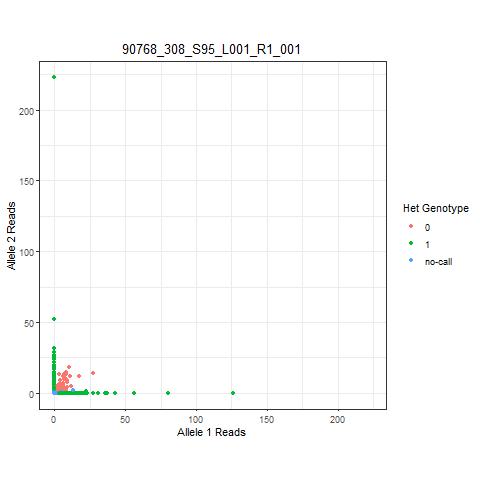 90768_308_S95_L001_R1_001
200
150
100
50
0
Allele 2 Reads
0 50 100 150 200
Allele 1 Reads
Het Genotype
0
1
no-call